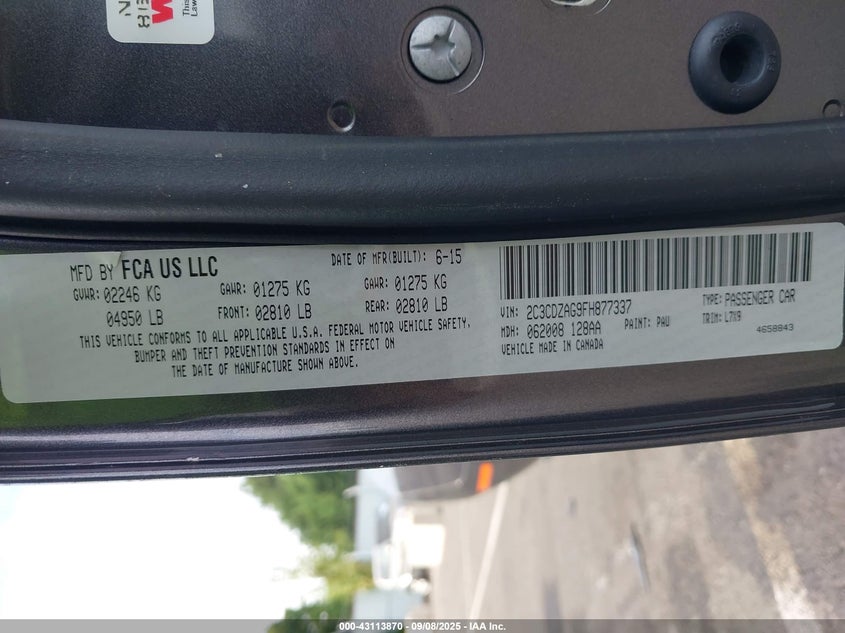 This
Law
MFD BY FCA US LLC
DATE OF MFR(BUILT): 6-15
GVWR: 02246 KG
GAWR: 01275 KG
GAWR: 01275 KG
04950 LB
FRONT: 02810 LB
REAR: 02810 LB
THIS VEHICLE CONFORMS TO ALL APPLICABLE U.S.A. FEDERAL MOTOR VEHICLE SAFETY,
BUMPER AND THEFT PREVENTION STANDARDS IN EFFECT ON
THE DATE OF MANUFACTURE SHOWN ABOVE.
VIN: 2C3CDZAG9FH877337
TYPE: PASSENGER CAR
MDH: 062008 128AA
PAINT: PAU
TRIM: L7X9
VEHICLE MADE IN CANADA
4658843
000-43113870 - 09/08/2025 - IAA Inc.